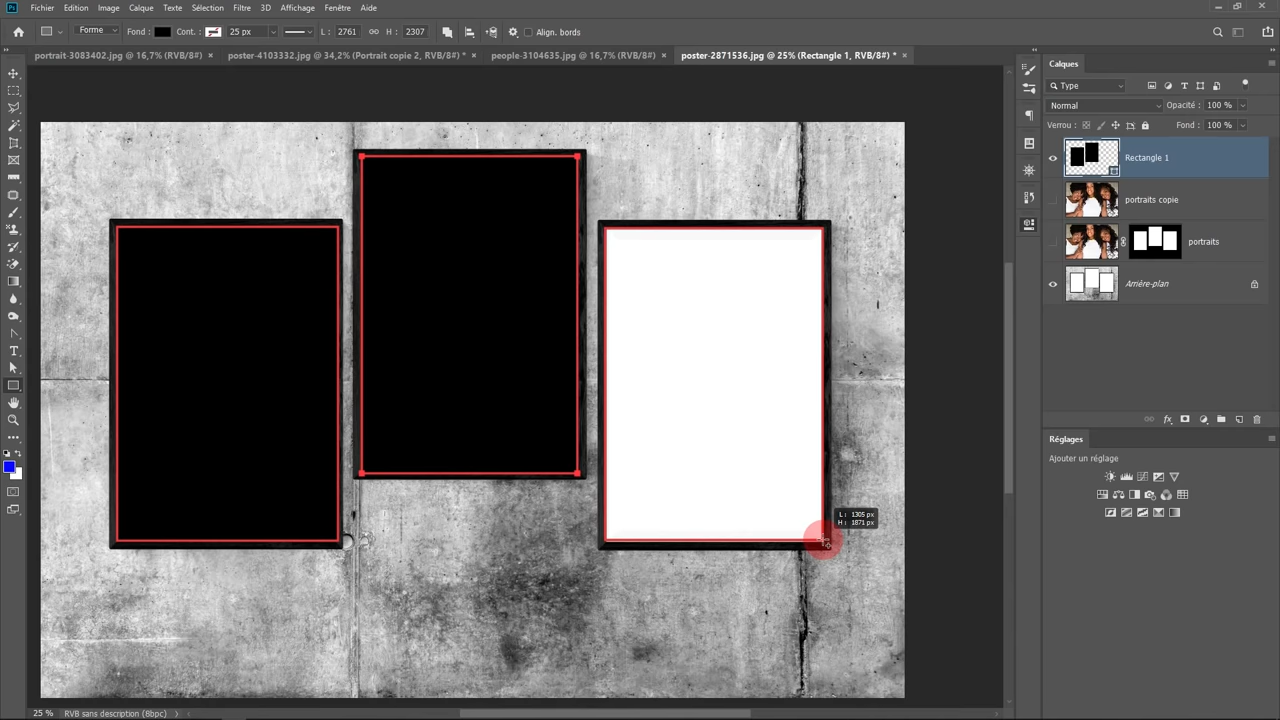 Ps Fichier Edition Image Calque Texte Sélection Filtre 3D Affichage Fenêtre Aide
Forme Fond : Cont. : 25 px L : 2761 H : 2307 Align. bords
portrait-3083402.jpg @ 16,7% (RVB/8#) × poster-4103332.jpg @ 34,2% (Portrait copie 2, RVB/8#) * × people-3104635.jpg @ 16,7% (RVB/8#) × poster-2871536.jpg @ 25% (Rectangle 1, RVB/8#) * ×
Calques
Type
Normal Opacité : 100 %
Verrou : Fond : 100 %
Rectangle 1
portraits copie
portraits
Arrière-plan
fx
Réglages
Ajouter un réglage
L : 1305 px
H : 1871 px
25 % RVB sans description (8bpc)